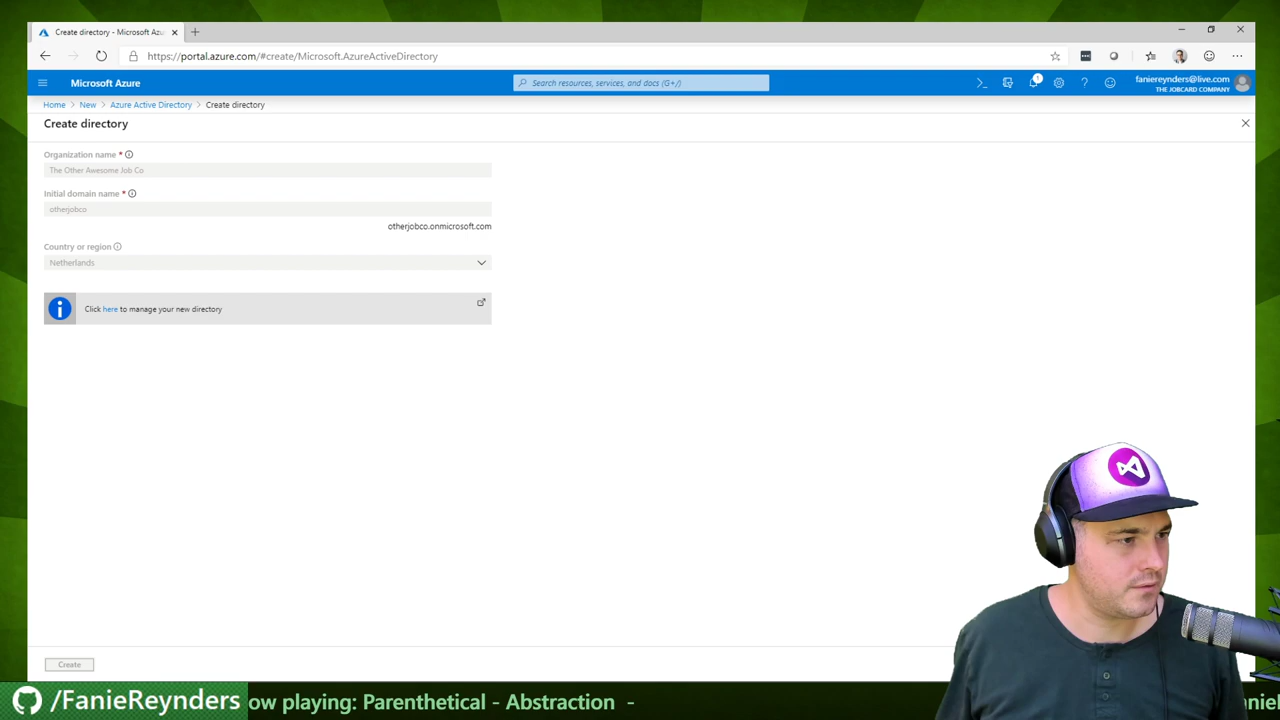 Create directory - Microsoft Azu
https://portal.azure.com/#create/Microsoft.AzureActiveDirectory
Microsoft Azure
Search resources, services, and docs (G+/)
1
faniereynders@live.com
THE JOBCARD COMPANY
Home > New > Azure Active Directory > Create directory
Create directory
Organization name *
The Other Awesome Job Co
Initial domain name *
otherjobco
otherjobco.onmicrosoft.com
Country or region
Netherlands
Click here to manage your new directory
Create
/FanieReynders
ow playing: Parenthetical - Abstraction -
anie